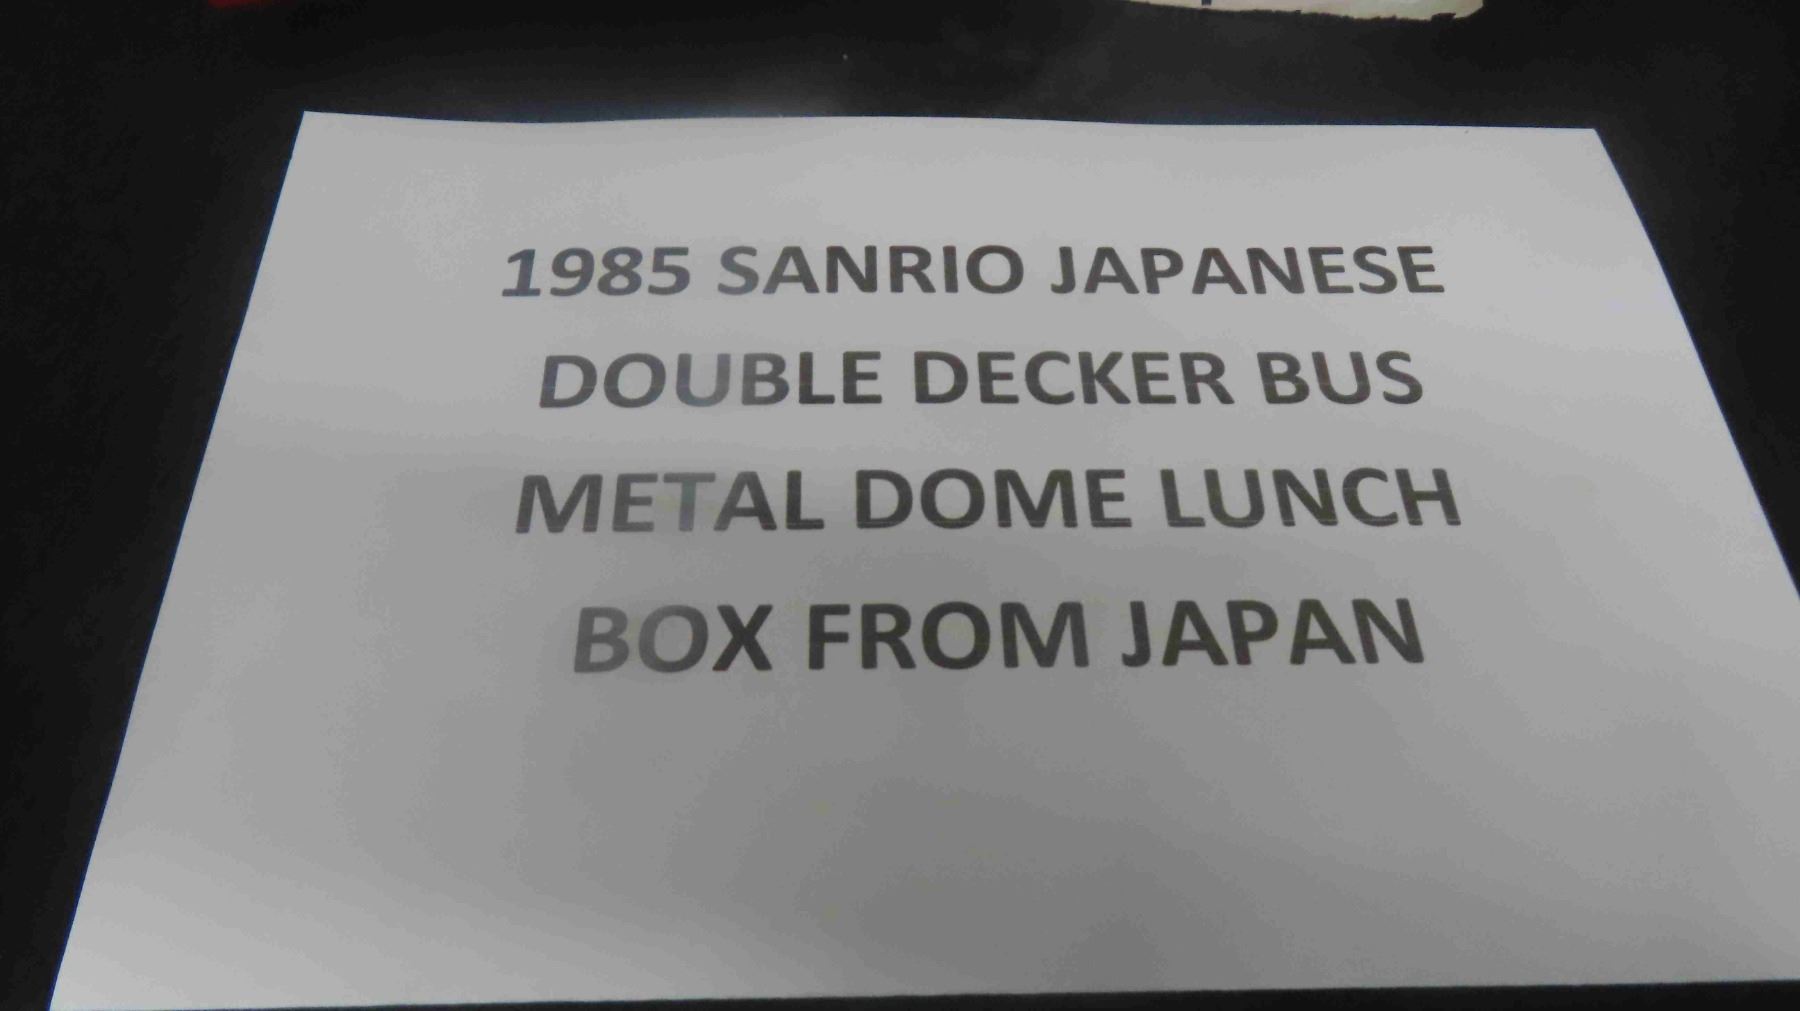 1985 SANRIO JAPANESE
DOUBLE DECKER BUS
METAL DOME LUNCH
BOX FROM JAPAN